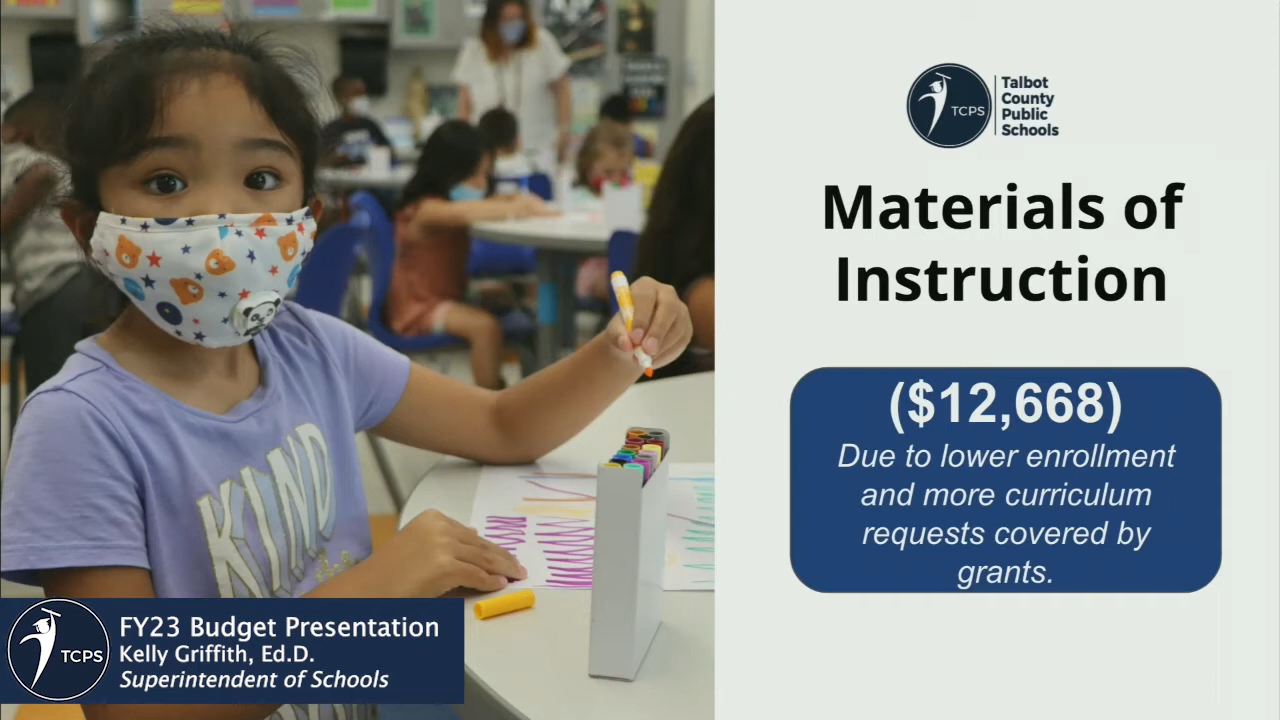 TCPS
Talbot
County
Public
Schools
Materials of
Instruction
($12,668)
Due to lower enrollment
and more curriculum
requests covered by
grants.
KIND
TCPS
FY23 Budget Presentation
Kelly Griffith, Ed.D.
Superintendent of Schools